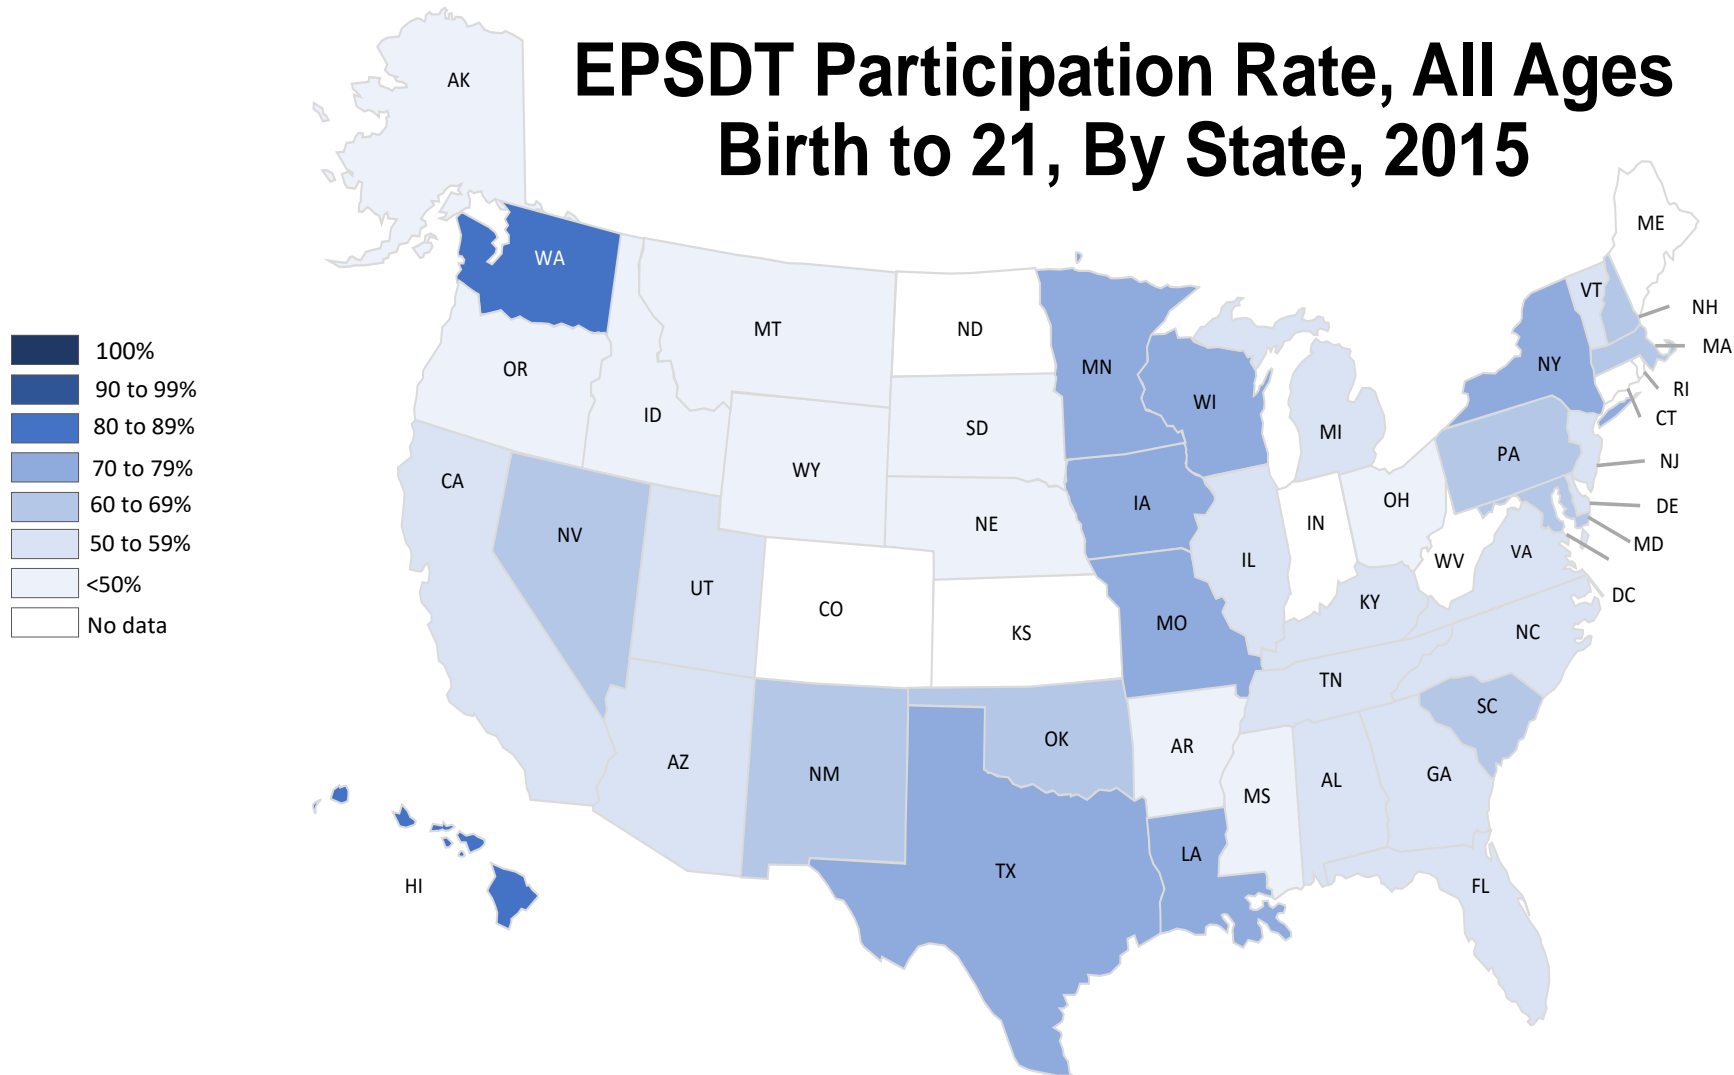 EPSDT Participation Rate, All Ages
Birth to 21, By State, 2015
AK
ME
WA
VT
NH
ND
MT
MA
100%
MN
NY
OR
90 to 99%
RI
WI
ID
CT
80 to 89%
SD
MI
PA
NJ
70 to 79%
WY
CA
OH
IA
60 to 69%
DE
NE
IN
NV
50 to 59%
MD
VA
IL
WV
<50%
UT
DC
KY
CO
No data
MO
KS
NC
TN
SC
OK
AR
AZ
NM
GA
AL
MS
LA
TX
HI
FL